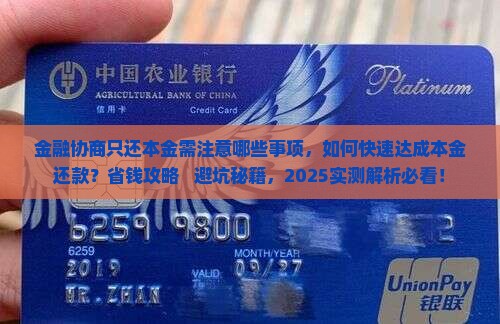 中国农业银行
AGRICULTURAL BANK OF CHINA
Platinum
信用卡
Credit Card
金融协商只还本金需注意哪些事项，如何快速达成本金
还款？省钱攻略 避坑秘籍，2025实测解析必看！
6259 9800
6259
MONTH/YEAR
2019
VALID
09/27
MR.ZHAN
UnionPay
银联